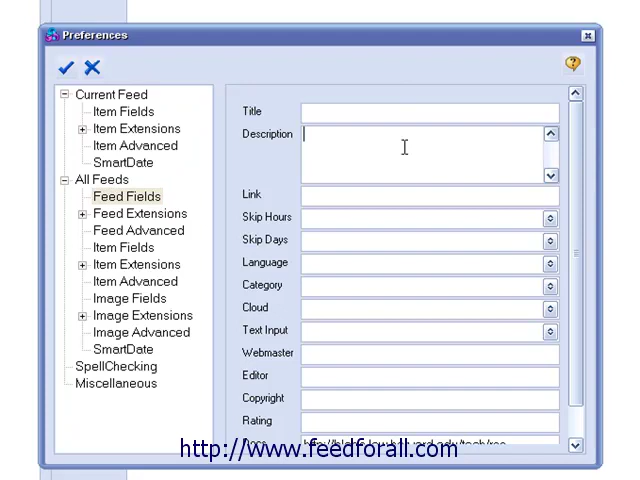 Preferences
Current Feed
Item Fields
Item Extensions
Item Advanced
SmartDate
All Feeds
Feed Fields
Feed Extensions
Feed Advanced
Item Fields
Item Extensions
Item Advanced
Image Fields
Image Extensions
Image Advanced
SmartDate
SpellChecking
Miscellaneous
Title
Description
Link
Skip Hours
Skip Days
Language
Category
Cloud
Text Input
Webmaster
Editor
Copyright
Rating
Docs
http://www.feedforall.com